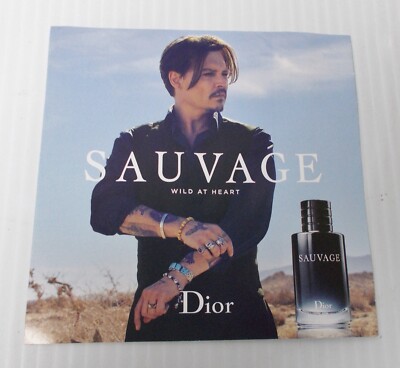 SAUVAGE
WILD AT HEART
SAUVAGE
Dior
Dior